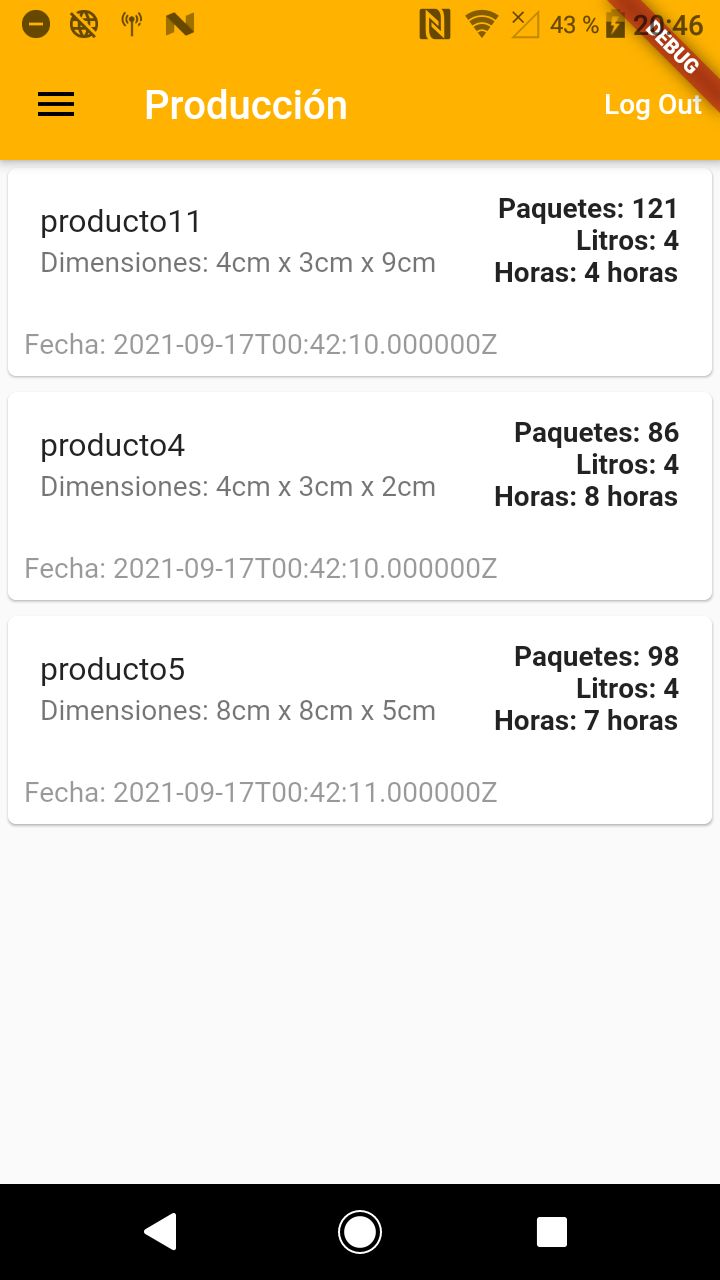 43 % 20:46
DEBUG
Producción
Log Out
producto11
Dimensiones: 4cm x 3cm x 9cm
Paquetes: 121
Litros: 4
Horas: 4 horas
Fecha: 2021-09-17T00:42:10.000000Z
producto4
Dimensiones: 4cm x 3cm x 2cm
Paquetes: 86
Litros: 4
Horas: 8 horas
Fecha: 2021-09-17T00:42:10.000000Z
producto5
Dimensiones: 8cm x 8cm x 5cm
Paquetes: 98
Litros: 4
Horas: 7 horas
Fecha: 2021-09-17T00:42:11.000000Z